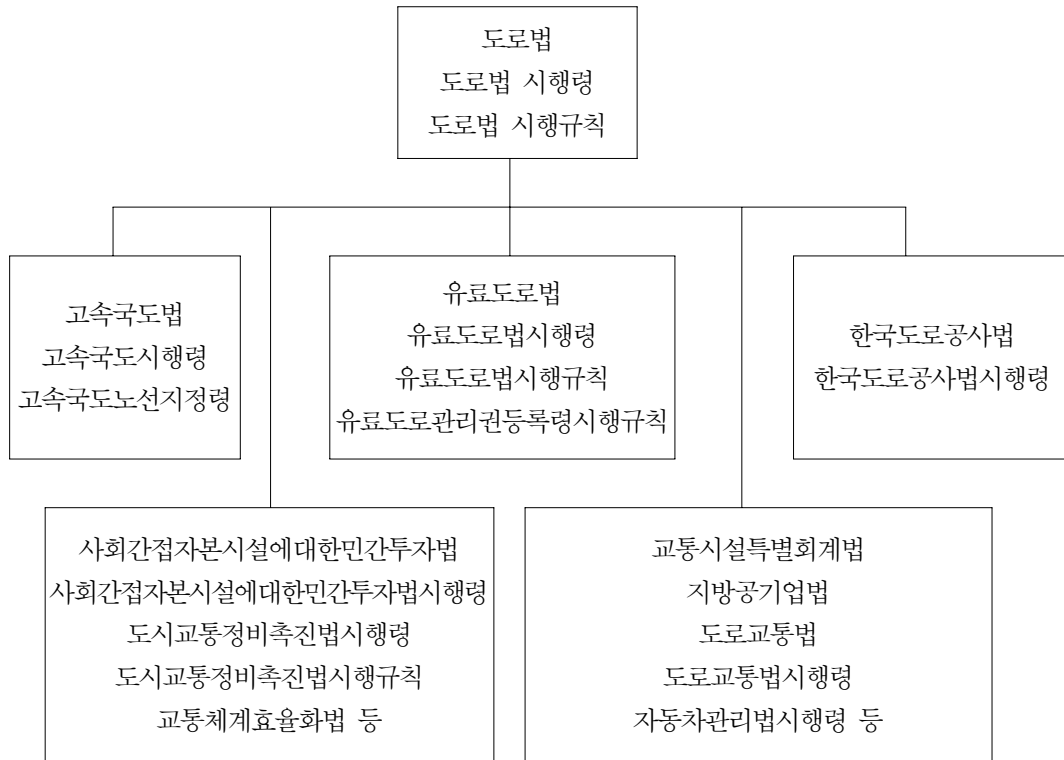 도로법
도로법 시행령
도로법 시행규칙
고속국도법
고속국도시행령
고속국도노선지정령
유료도로법
유료도로법시행령
유료도로법시행규칙
유료도로관리권등록령시행규칙
한국도로공사법
한국도로공사법시행령
사회간접자본시설에대한민간투자법
사회간접자본시설에대한민간투자법시행령
도시교통정비촉진법시행령
도시교통정비촉진법시행규칙
교통체계효율화법 등
교통시설특별회계법
지방공기업법
도로교통법
도로교통법시행령
자동차관리법시행령 등